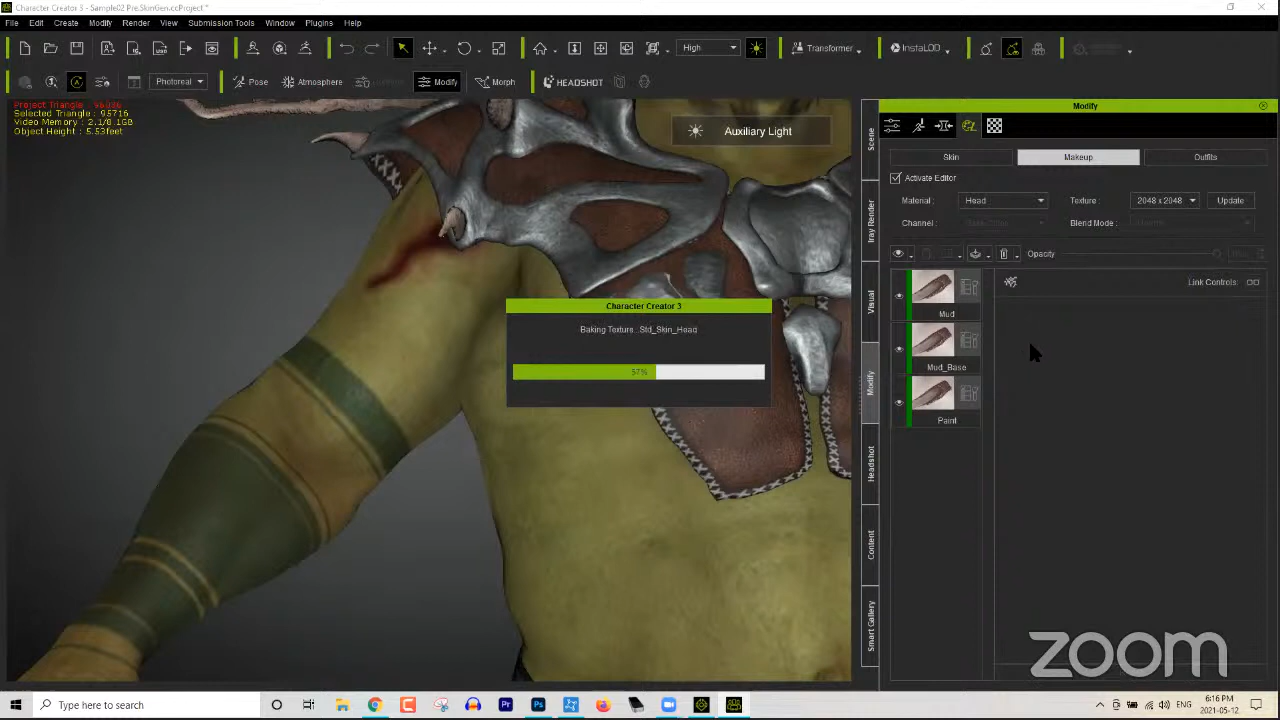 Character Creator 3 - Sample02 Pre.SkinGen.ccProject *
File Edit Create Modify Render Submission Tools Window Plugins Help
High Transformer InstaLOD
Photoreal Pose Atmosphere Modify Morph HEADSHOT
Project Triangle : 96036
Selected Triangle : 95716
Video Memory : 2.1/8.1GB
Object Height : 5.53feet
Auxiliary Light
Character Creator 3
Baking Texture...Std_Skin_Head
57%
Scene
Iray Render
Visual
Modify
Headshot
Content
Smart Gallery
Modify
Skin Makeup Outfits
Activate Editor
Material: Head Texture: 2048 x 2048 Update
Channel: Blend Mode:
Opacity
Link Controls
Mud
Mud_Base
Paint
zoom
Type here to search
ENG
6:16 PM
2021-05-12